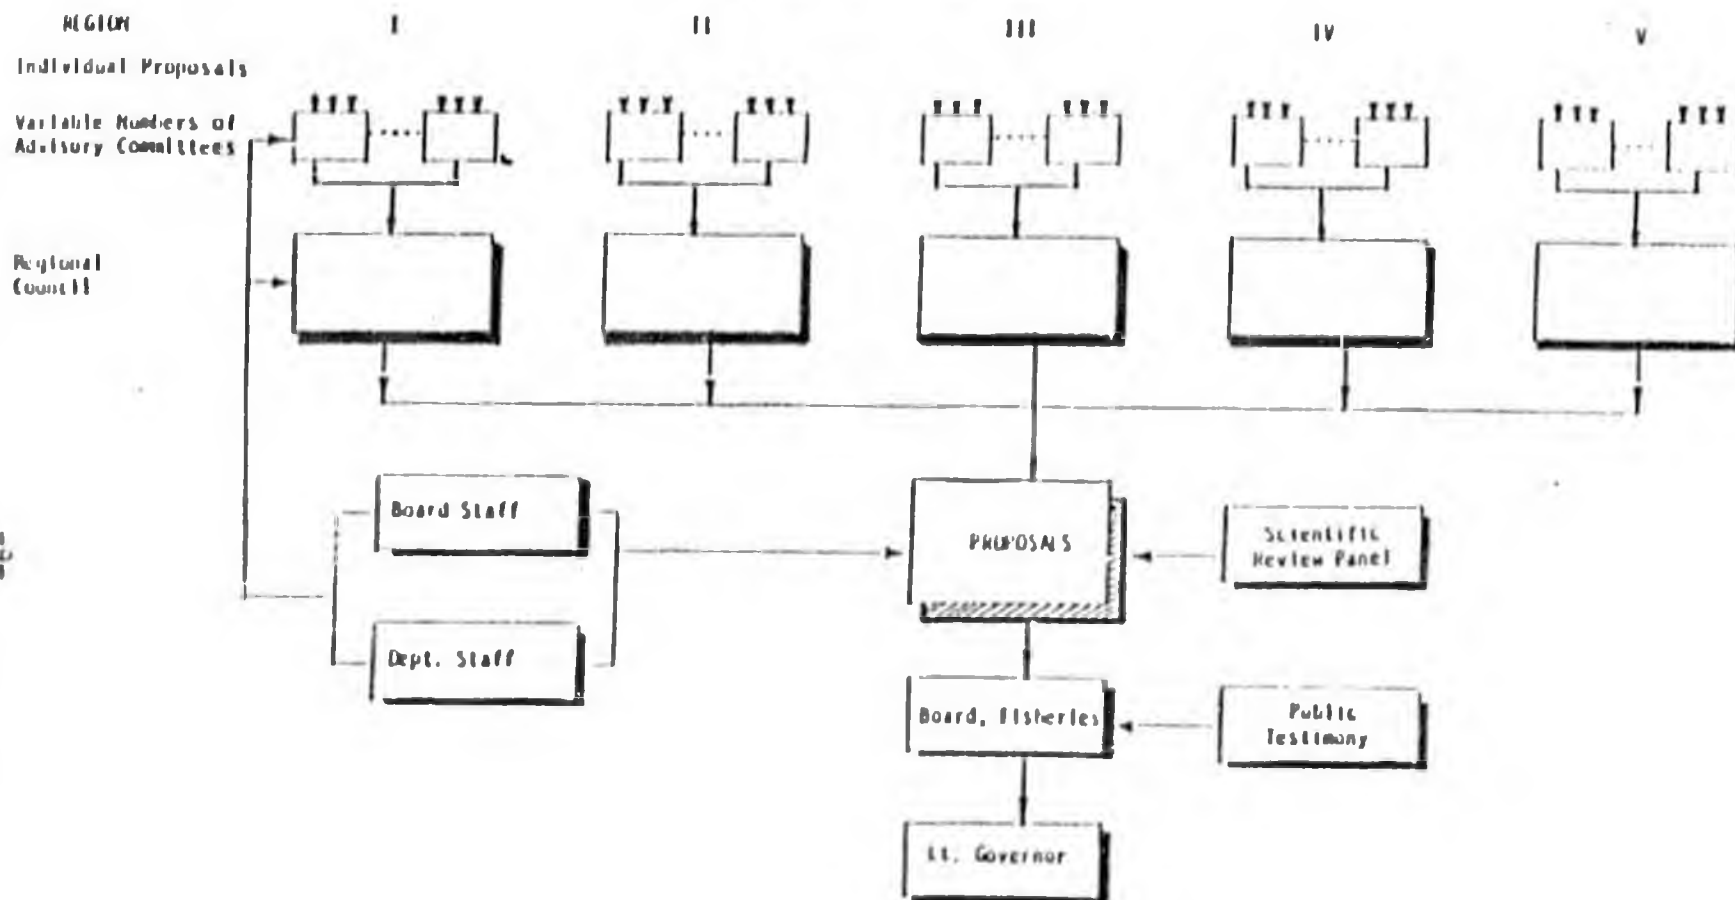 REGION I II III IV V
Individual Proposals
Variable Numbers of
Advisory Committees
Regional
Council
Board Staff
Dept. Staff
PROPOSALS
Scientific
Review Panel
Board, Fisheries
Public
Testimony
Lt. Governor